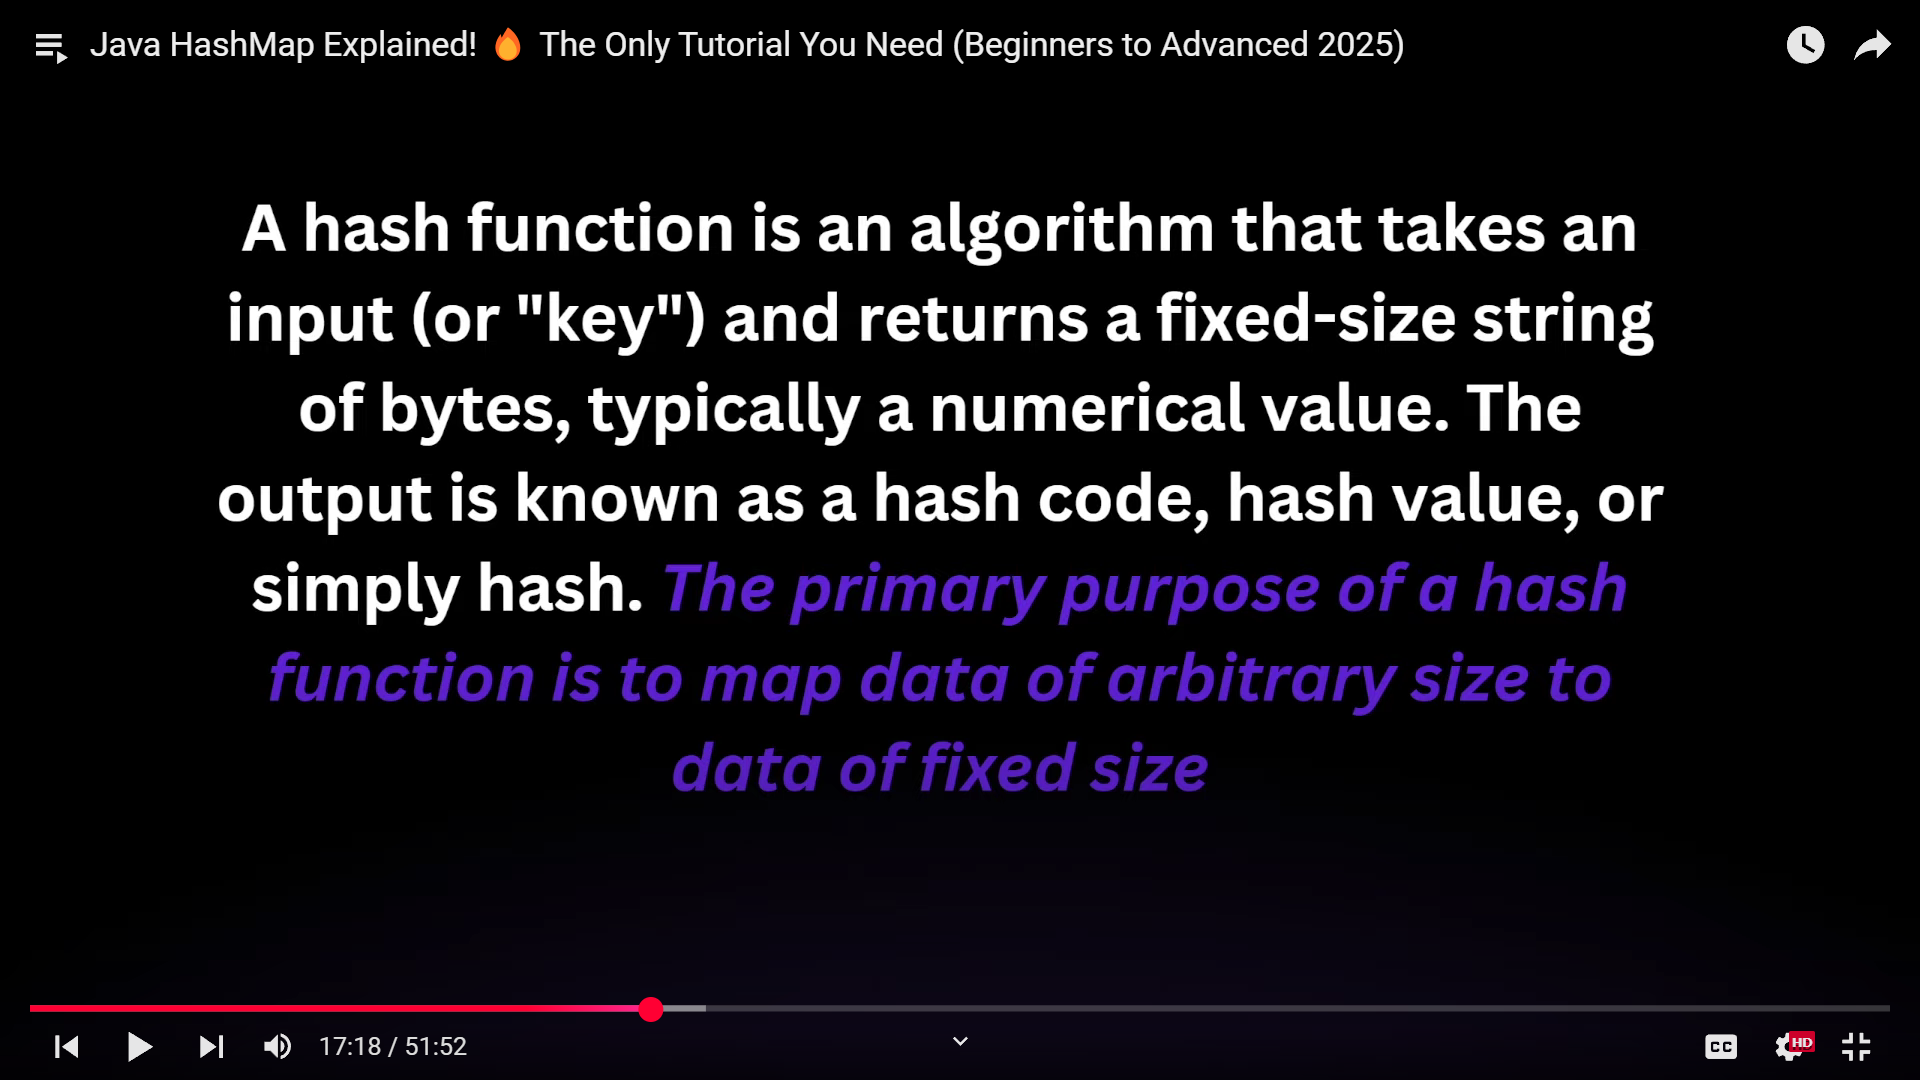 Java HashMap Explained! 🔥 The Only Tutorial You Need (Beginners to Advanced 2025)
A hash function is an algorithm that takes an
input (or "key") and returns a fixed-size string
of bytes, typically a numerical value. The
output is known as a hash code, hash value, or
simply hash. The primary purpose of a hash
function is to map data of arbitrary size to
data of fixed size
17:18 / 51:52
CC
HD